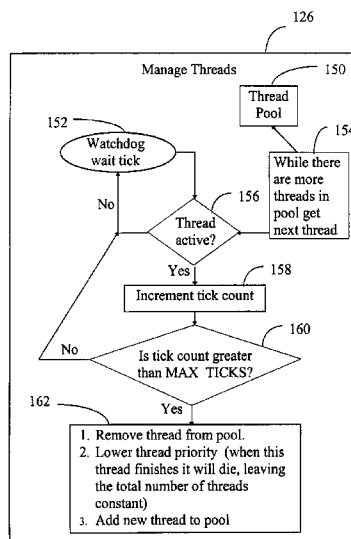 126
Manage Threads
150
Thread
Pool
152
154
Watchdog
wait tick
While there
are more
threads in
pool get
next thread
156
No
Thread
active?
Yes
158
Increment tick count
160
No
Is tick count greater
than MAX TICKS?
162
Yes
1. Remove thread from pool.
2. Lower thread priority (when this
thread finishes it will die, leaving
the total number of threads
constant)
3. Add new thread to pool